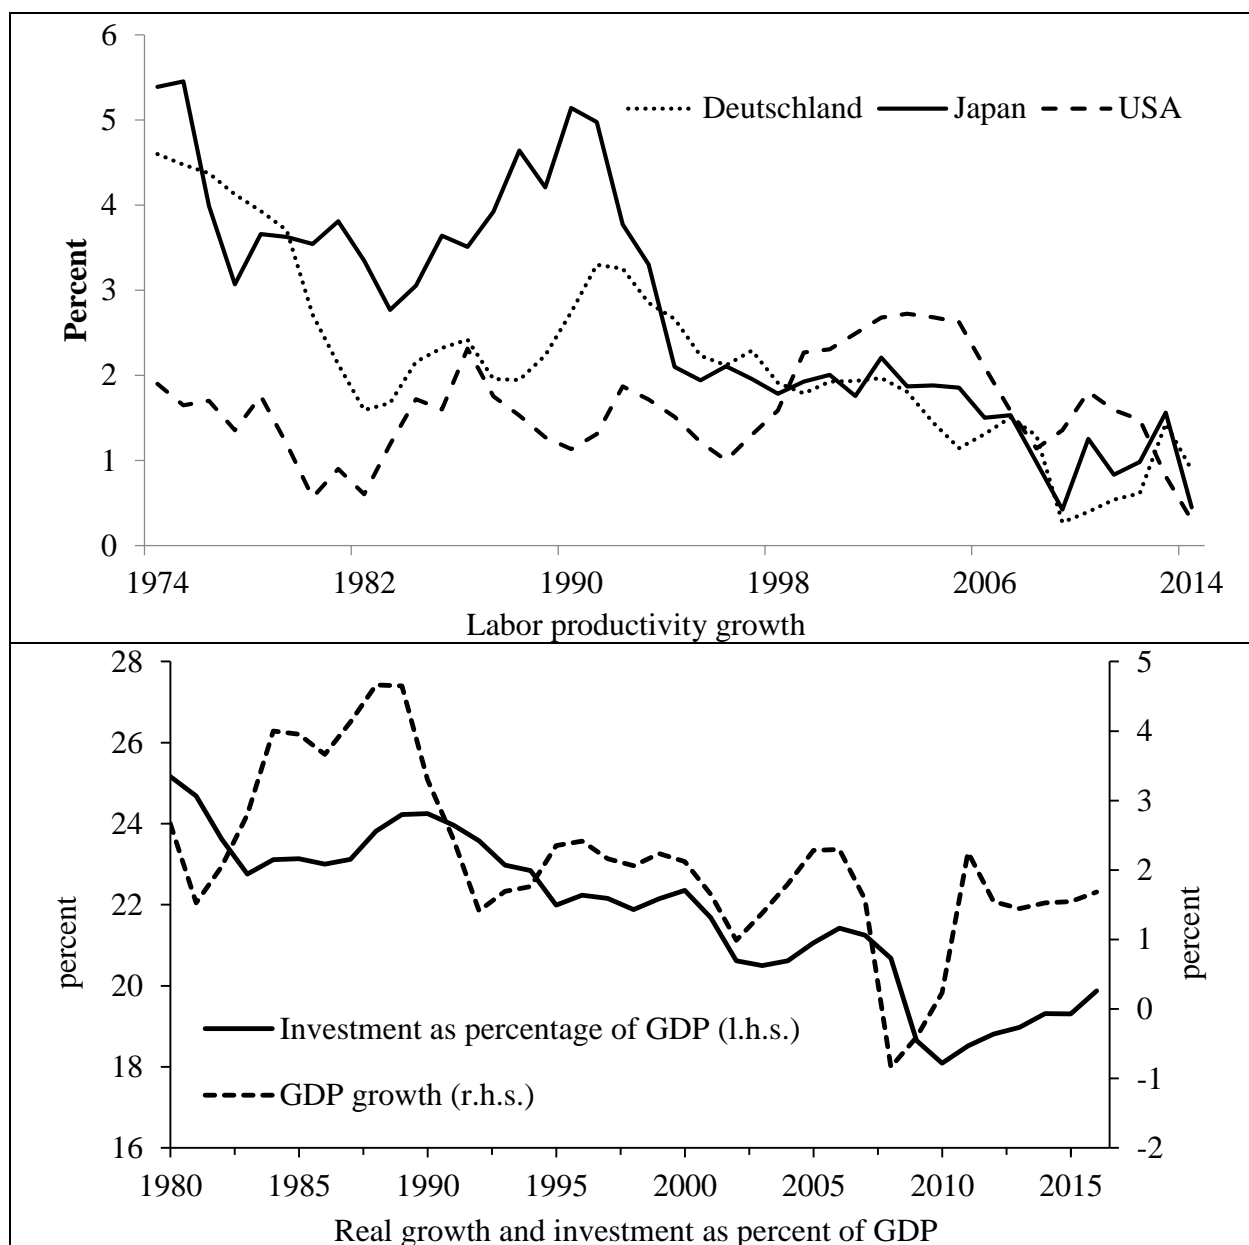 6
5
4
3
2
1
0
Percent
Deutschland Japan USA
1974 1982 1990 1998 2006 2014
Labor productivity growth
28
26
24
22
20
18
16
percent
5
4
3
2
1
0
-1
-2
percent
Investment as percentage of GDP (l.h.s.)
GDP growth (r.h.s.)
1980 1985 1990 1995 2000 2005 2010 2015
Real growth and investment as percent of GDP